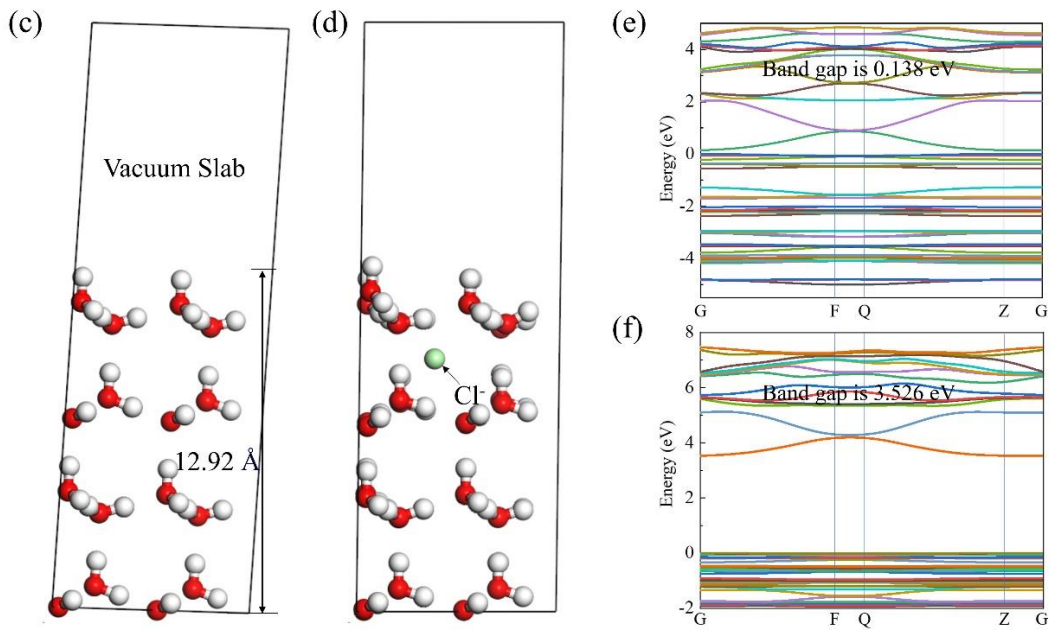 (c)
Vacuum Slab
12.92 Å
(d)
Cl-
(e)
Energy (eV)
4
2
0
-2
-4
Band gap is 0.138 eV
G F Q Z G
(f)
Energy (eV)
8
6
4
2
0
-2
Band gap is 3.526 eV
G F Q Z G